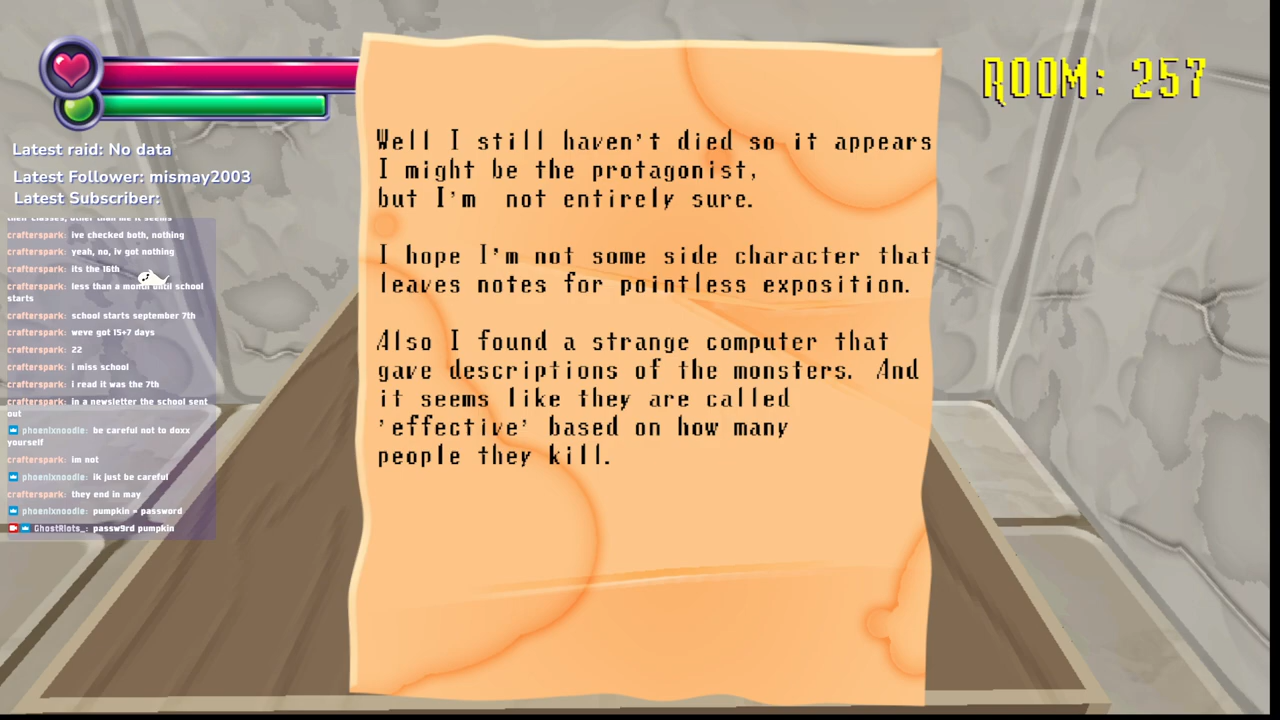 ROOM: 257
Latest raid: No data
Latest Follower: mismay2003
Latest Subscriber:
their classes, other than me it seems
crafterspark: ive checked both, nothing
crafterspark: yeah, no, iv got nothing
crafterspark: its the 16th
crafterspark: less than a month until school
starts
crafterspark: school starts september 7th
crafterspark: weve got 15+7 days
crafterspark: 22
crafterspark: i miss school
crafterspark: i read it was the 7th
crafterspark: in a newsletter the school sent
out
phoenixnoodle: be careful not to doxx
yourself
crafterspark: im not
phoenixnoodle: ik just be careful
crafterspark: they end in may
phoenixnoodle: pumpkin = password
GhostRiots_: passw9rd pumpkin
Well I still haven't died so it appears
I might be the protagonist,
but I'm not entirely sure.
I hope I'm not some side character that
leaves notes for pointless exposition.
Also I found a strange computer that
gave descriptions of the monsters. And
it seems like they are called
'effective' based on how many
people they kill.